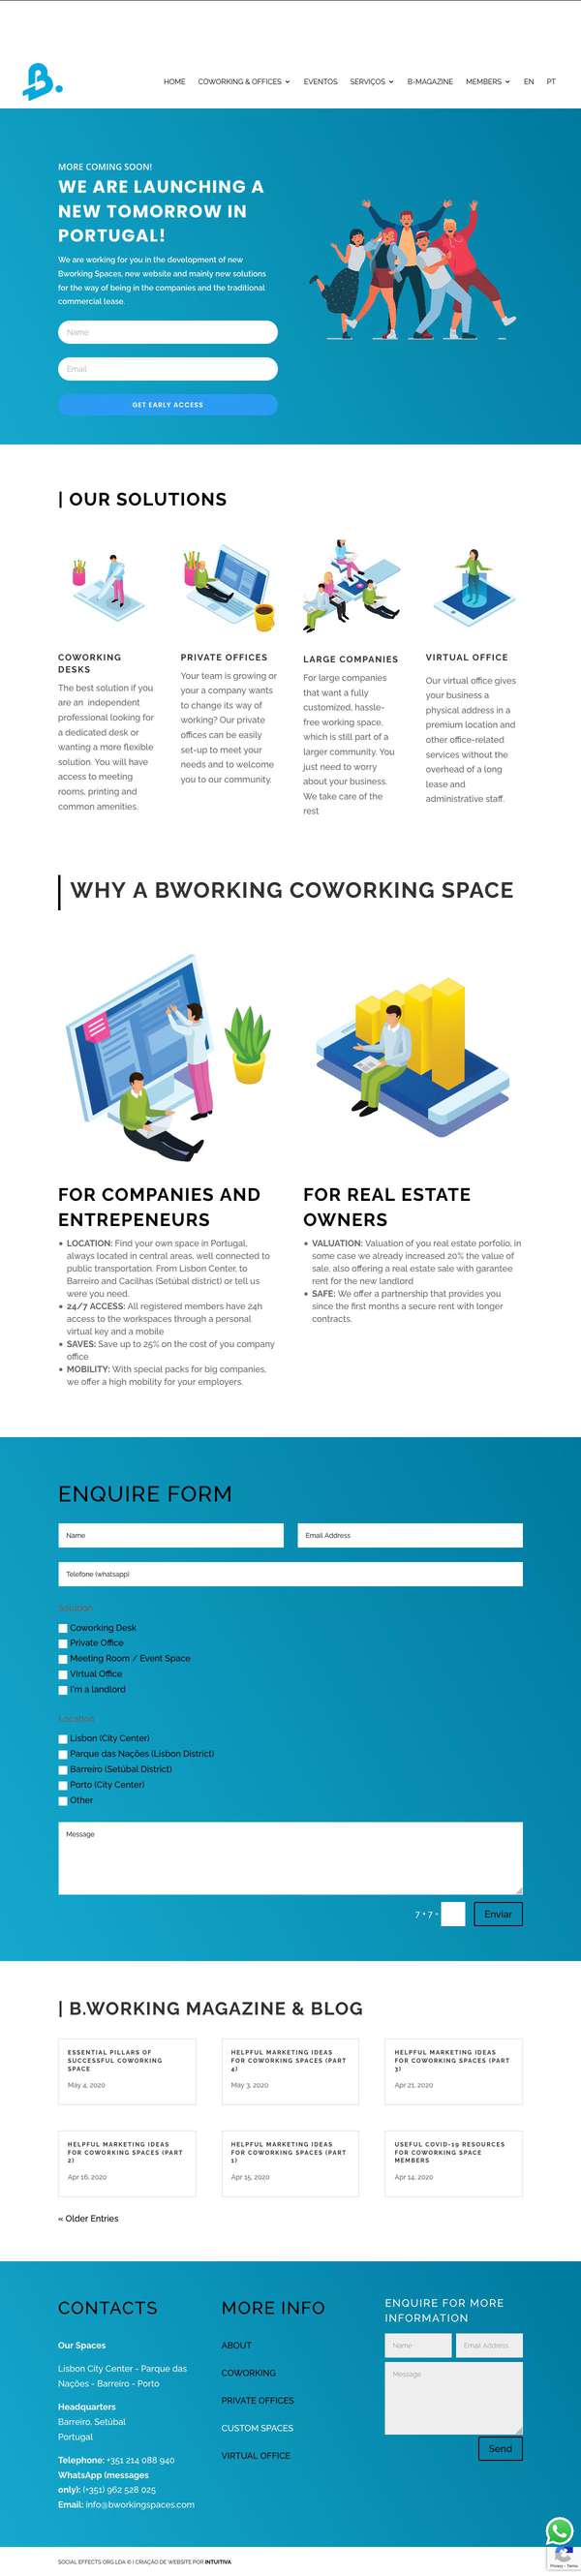 B.
HOME COWORKING & OFFICES EVENTOS SERVIÇOS B-MAGAZINE MEMBERS EN PT
MORE COMING SOON!
WE ARE LAUNCHING A
NEW TOMORROW IN
PORTUGAL!
We are working for you in the development of new
Bworking Spaces, new website and mainly new solutions
for the way of being in the companies and the traditional
commercial lease.
Name
Email
GET EARLY ACCESS
| OUR SOLUTIONS
COWORKING
DESKS
The best solution if you
are an independent
professional looking for
a dedicated desk or
wanting a more flexible
solution. You will have
access to meeting
rooms, printing and
common amenities.
PRIVATE OFFICES
Your team is growing or
your a company wants
to change its way of
working? Our private
offices can be easily
set-up to meet your
needs and to welcome
you to our community.
LARGE COMPANIES
For large companies
that want a fully
customized, hassle-
free working space,
which is still part of a
larger community. You
just need to worry
about your business.
We take care of the
rest
VIRTUAL OFFICE
Our virtual office gives
your business a
physical address in a
premium location and
other office-related
services without the
overhead of a long
lease and
administrative staff.
WHY A BWORKING COWORKING SPACE
FOR COMPANIES AND
ENTREPENEURS
• LOCATION: Find your own space in Portugal,
always located in central areas, well connected to
public transportation. From Lisbon Center, to
Barreiro and Cacilhas (Setúbal district) or tell us
were you need.
• 24/7 ACCESS: All registered members have 24h
access to the workspaces through a personal
virtual key and a mobile
• SAVES: Save up to 25% on the cost of you company
office
• MOBILITY: With special packs for big companies,
we offer a high mobility for your employers.
FOR REAL ESTATE
OWNERS
• VALUATION: Valuation of you real estate porfolio, in
some case we already increased 20% the value of
sale, also offering a real estate sale with garantee
rent for the new landlord
• SAFE: We offer a partnership that provides you
since the first months a secure rent with longer
contracts.
ENQUIRE FORM
Name
Email Address
Telefone (whatsapp)
Solution
Coworking Desk
Private Office
Meeting Room / Event Space
Virtual Office
I'm a landlord
Location
Lisbon (City Center)
Parque das Nações (Lisbon District)
Barreiro (Setúbal District)
Porto (City Center)
Other
Message
7 + 7 =
Enviar
| B.WORKING MAGAZINE & BLOG
ESSENTIAL PILLARS OF
SUCCESSFUL COWORKING
SPACE
May 4, 2020
HELPFUL MARKETING IDEAS
FOR COWORKING SPACES (PART
4)
May 3, 2020
HELPFUL MARKETING IDEAS
FOR COWORKING SPACES (PART
3)
Apr 21, 2020
HELPFUL MARKETING IDEAS
FOR COWORKING SPACES (PART
2)
Apr 16, 2020
HELPFUL MARKETING IDEAS
FOR COWORKING SPACES (PART
1)
Apr 15, 2020
USEFUL COVID-19 RESOURCES
FOR COWORKING SPACE
MEMBERS
Apr 14, 2020
« Older Entries
CONTACTS
Our Spaces
Lisbon City Center - Parque das
Nações - Barreiro - Porto
Headquarters
Barreiro, Setúbal
Portugal
Telephone: +351 214 088 940
WhatsApp (messages
only): (+351) 962 528 025
Email: info@bworkingspaces.com
MORE INFO
ABOUT
COWORKING
PRIVATE OFFICES
CUSTOM SPACES
VIRTUAL OFFICE
ENQUIRE FOR MORE
INFORMATION
Name
Email Address
Message
Send
SOCIAL EFFECTS ORG LDA © | CRIAÇÃO DE WEBSITE POR INTUITIVA
Privacy - Terms